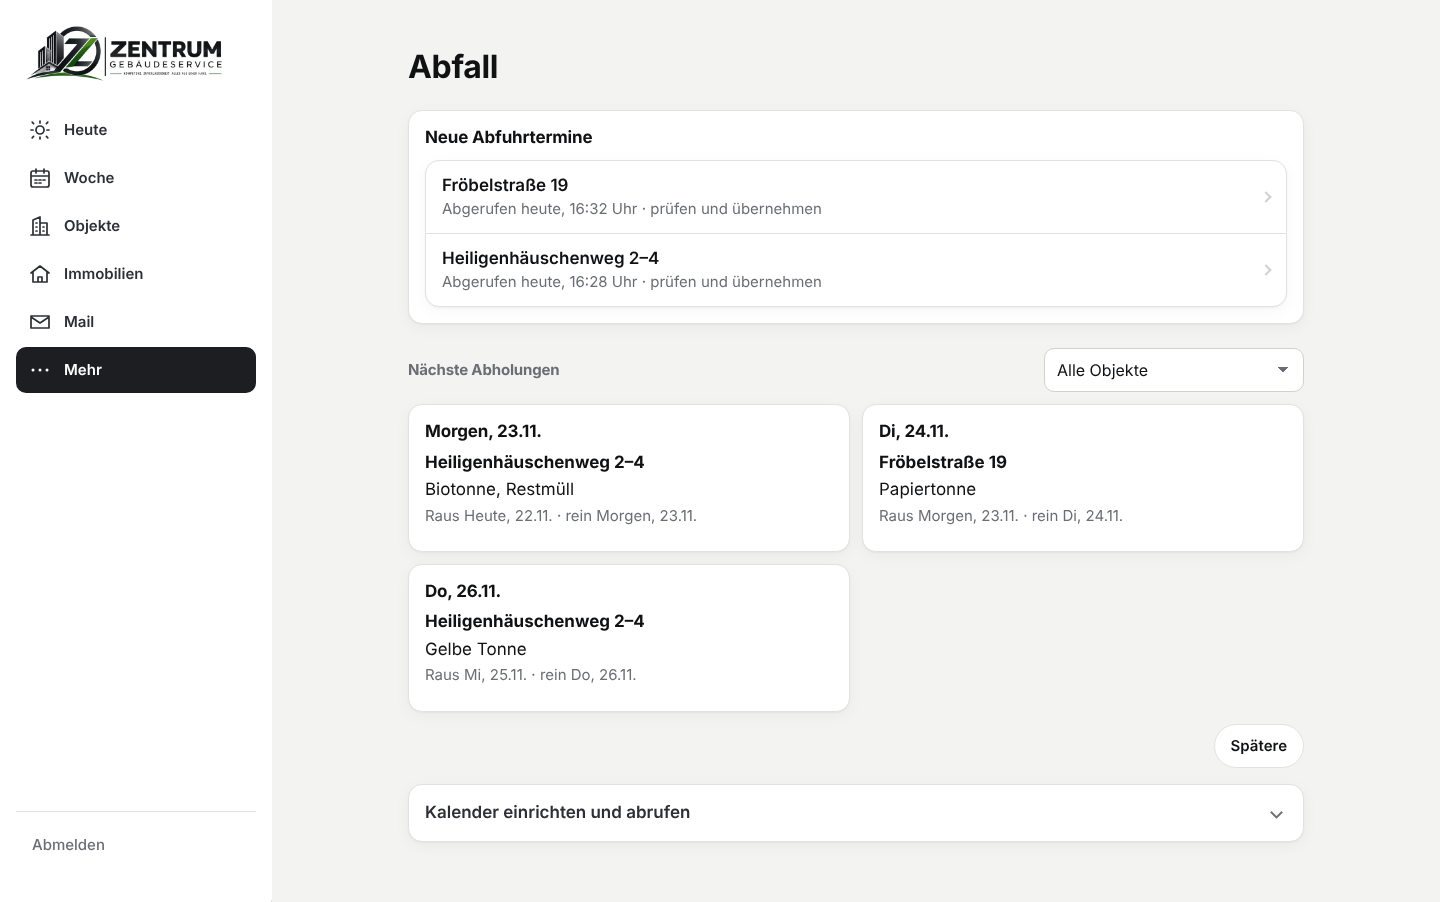 ZENTRUM
GEBÄUDESERVICE
Heute
Woche
Objekte
Immobilien
Mail
Mehr
Abmelden
Abfall
Neue Abfuhrtermine
Fröbelstraße 19
Abgerufen heute, 16:32 Uhr · prüfen und übernehmen
Heiligenhäuschenweg 2–4
Abgerufen heute, 16:28 Uhr · prüfen und übernehmen
Nächste Abholungen
Alle Objekte
Morgen, 23.11.
Heiligenhäuschenweg 2–4
Biotonne, Restmüll
Raus Heute, 22.11. · rein Morgen, 23.11.
Di, 24.11.
Fröbelstraße 19
Papiertonne
Raus Morgen, 23.11. · rein Di, 24.11.
Do, 26.11.
Heiligenhäuschenweg 2–4
Gelbe Tonne
Raus Mi, 25.11. · rein Do, 26.11.
Spätere
Kalender einrichten und abrufen